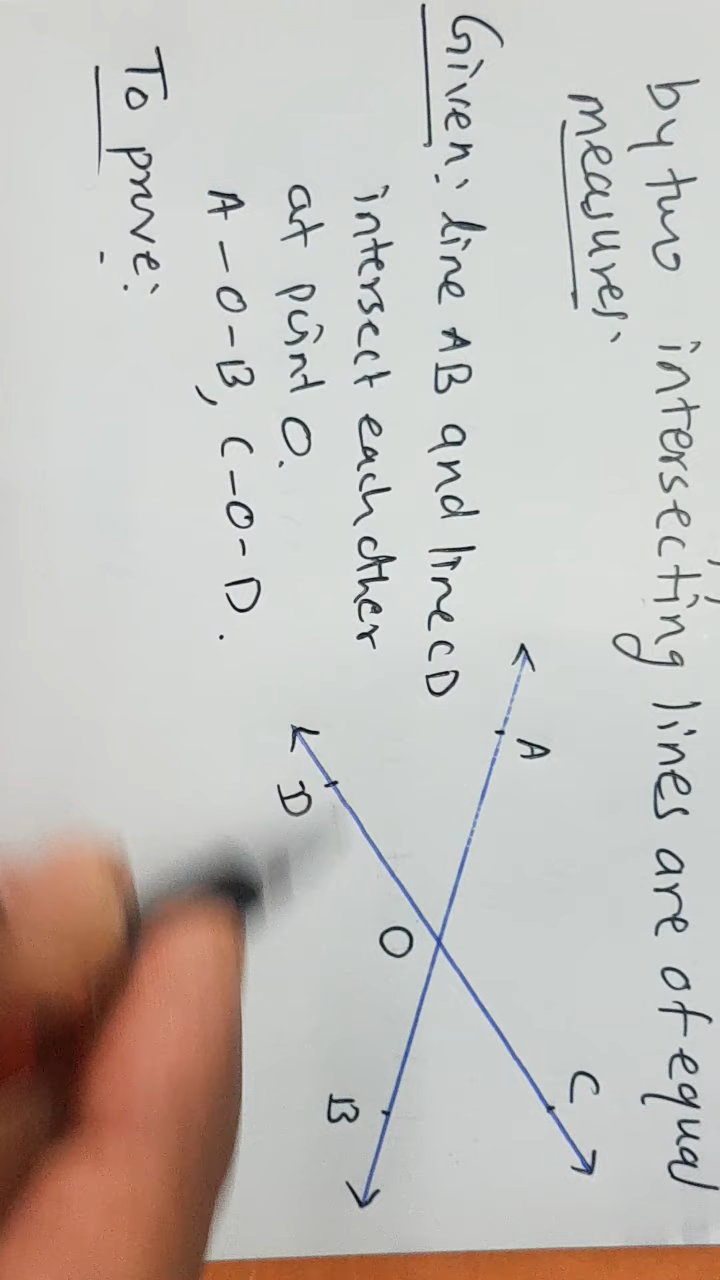 by two intersecting lines are of equal
measures.
Given: line AB and line CD
intersect each other
at point O.
A-O-B, C-O-D.
To prove:
A
C
D
O
B